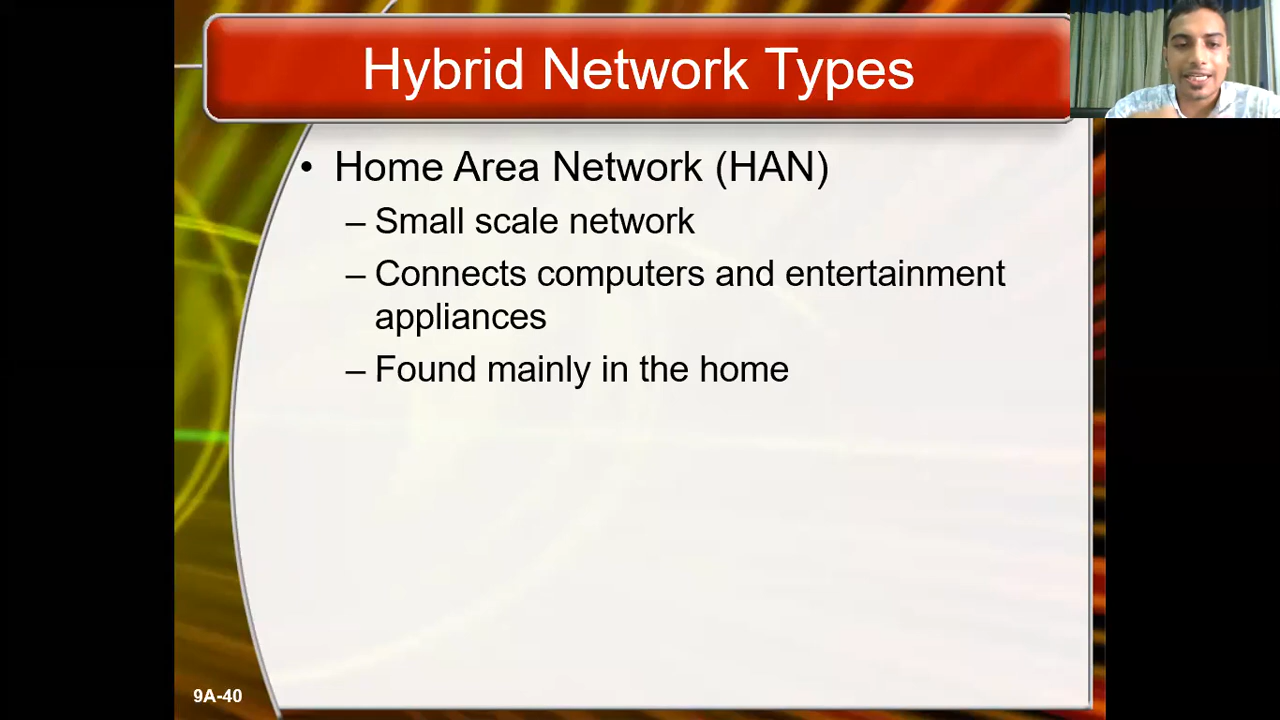 Hybrid Network Types
• Home Area Network (HAN)
– Small scale network
– Connects computers and entertainment
appliances
– Found mainly in the home
9A-40